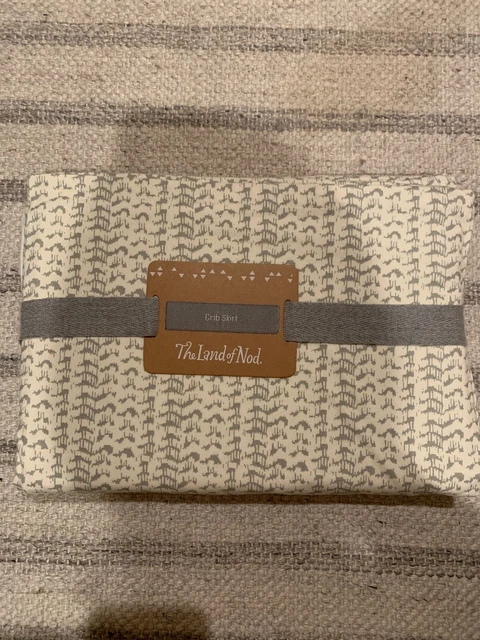 Crib Skirt
The Land of Nod.